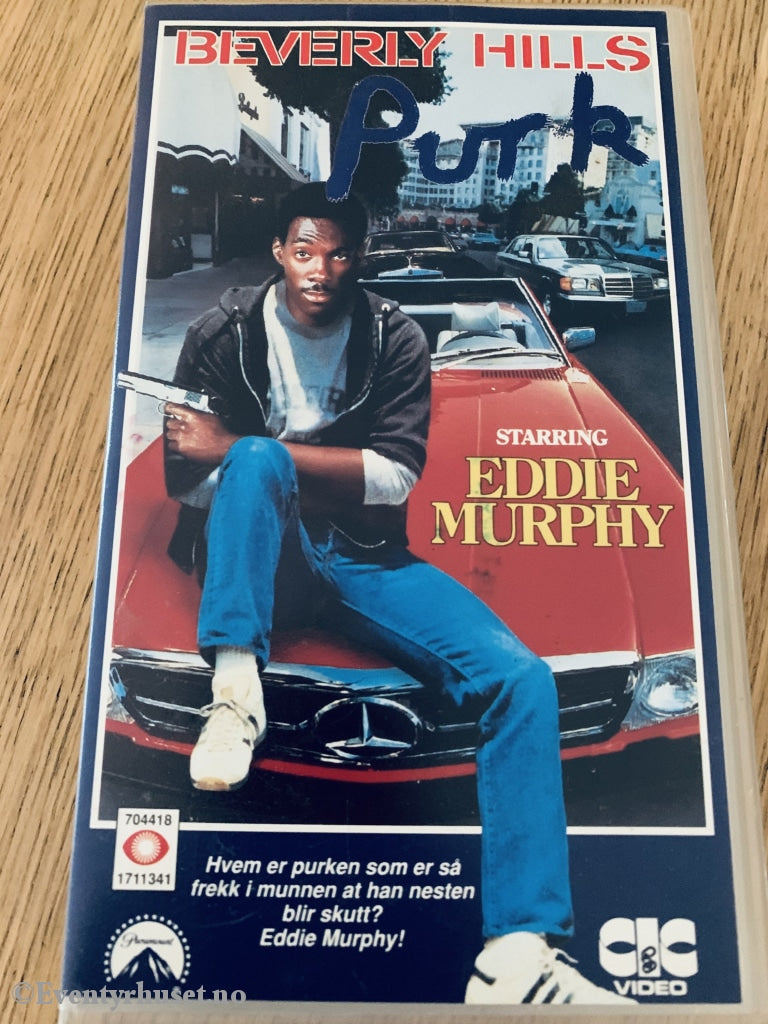 BEVERLY HILLS
Purk
STARRING
EDDIE
MURPHY
704418
1711341
Hvem er purken som er så
frekk i munnen at han nesten
blir skutt?
Eddie Murphy!
Paramount
CIC
VIDEO
©Eventyrhuset.no